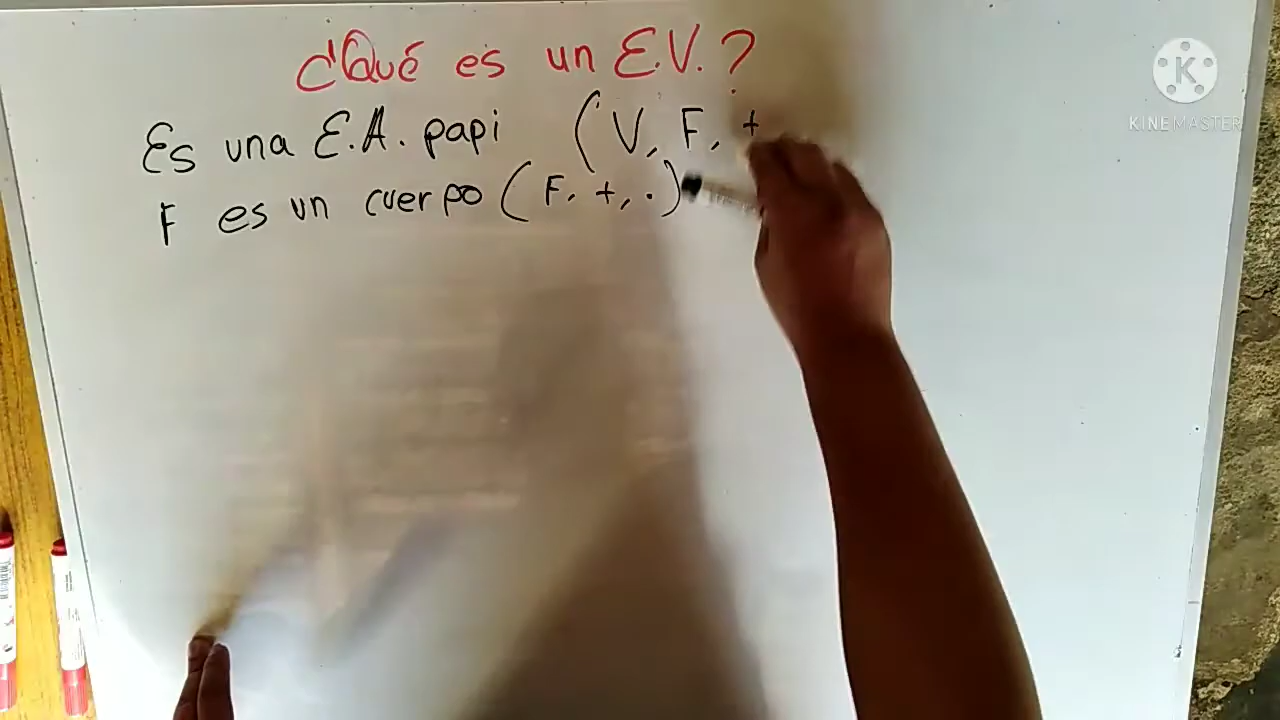 ¿Qué es un E.V.?
Es una E.A. papi (V, F, +
F es un cuerpo (F, +, ·)
KINEMASTER